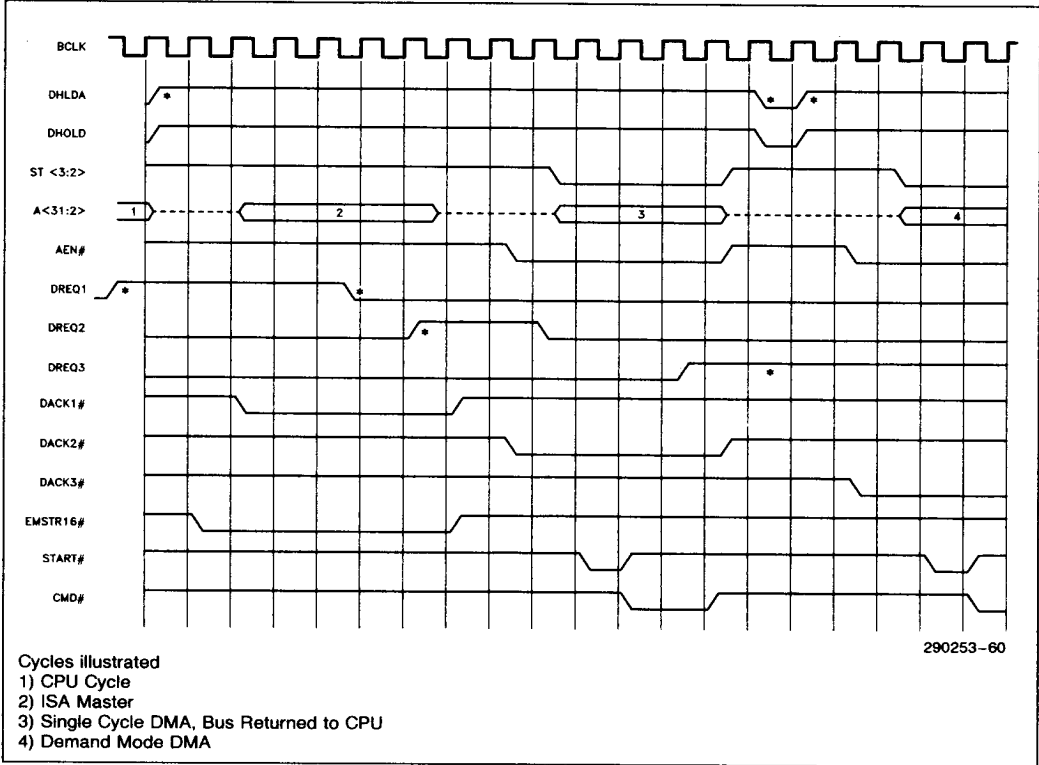 BCLK
DHLDA * * *
DHOLD
ST <3:2>
A<31:2> 1 2 3 4
AEN#
DREQ1 * *
DREQ2 *
DREQ3 *
DACK1#
DACK2#
DACK3#
EMSTR16#
START#
CMD#
290253-60
Cycles illustrated
1) CPU Cycle
2) ISA Master
3) Single Cycle DMA, Bus Returned to CPU
4) Demand Mode DMA